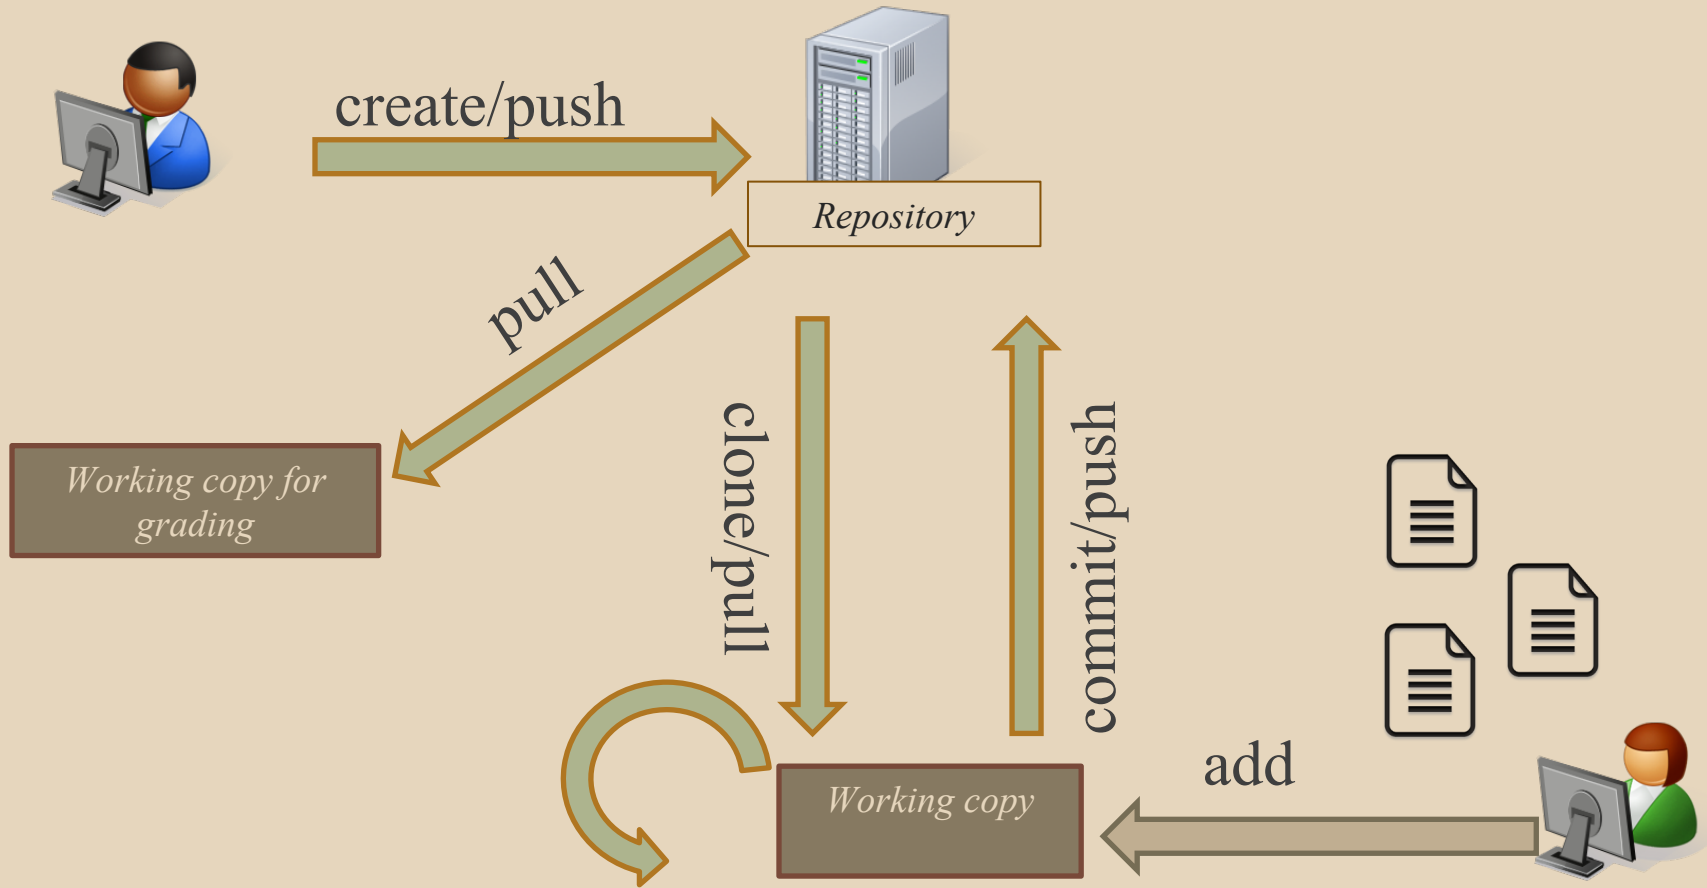 create/push
Repository
pull
Working copy for
grading
clone/pull
commit/push
add
Working copy